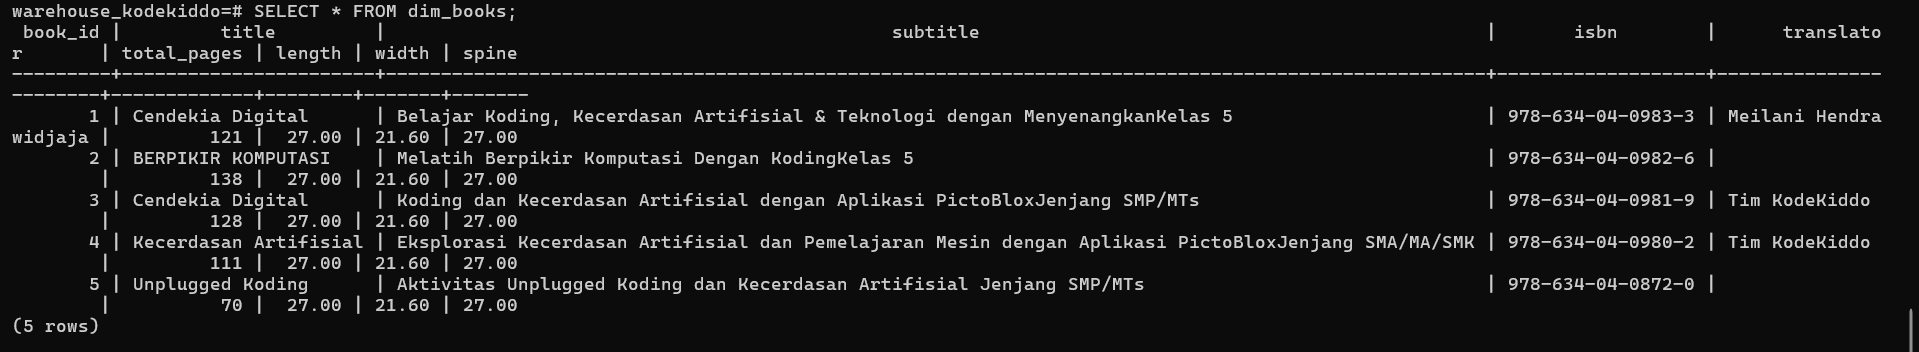 warehouse_kodekiddo=# SELECT * FROM dim_books;
 book_id |         title         |                                              subtitle                                              |       isbn        |      translato
r       | total_pages | length | width | spine
---------+-----------------------+----------------------------------------------------------------------------------------------------+-------------------+---------------
--------+-------------+--------+-------+-------
       1 | Cendekia Digital      | Belajar Koding, Kecerdasan Artifisial & Teknologi dengan MenyenangkanKelas 5                       | 978-634-04-0983-3 | Meilani Hendra
widjaja |         121 |  27.00 | 21.60 | 27.00
       2 | BERPIKIR KOMPUTASI    | Melatih Berpikir Komputasi Dengan KodingKelas 5                                                    | 978-634-04-0982-6 |
        |         138 |  27.00 | 21.60 | 27.00
       3 | Cendekia Digital      | Koding dan Kecerdasan Artifisial dengan Aplikasi PictoBloxJenjang SMP/MTs                          | 978-634-04-0981-9 | Tim KodeKiddo
        |         128 |  27.00 | 21.60 | 27.00
       4 | Kecerdasan Artifisial | Eksplorasi Kecerdasan Artifisial dan Pemelajaran Mesin dengan Aplikasi PictoBloxJenjang SMA/MA/SMK | 978-634-04-0980-2 | Tim KodeKiddo
        |         111 |  27.00 | 21.60 | 27.00
       5 | Unplugged Koding      | Aktivitas Unplugged Koding dan Kecerdasan Artifisial Jenjang SMP/MTs                               | 978-634-04-0872-0 |
        |          70 |  27.00 | 21.60 | 27.00
(5 rows)